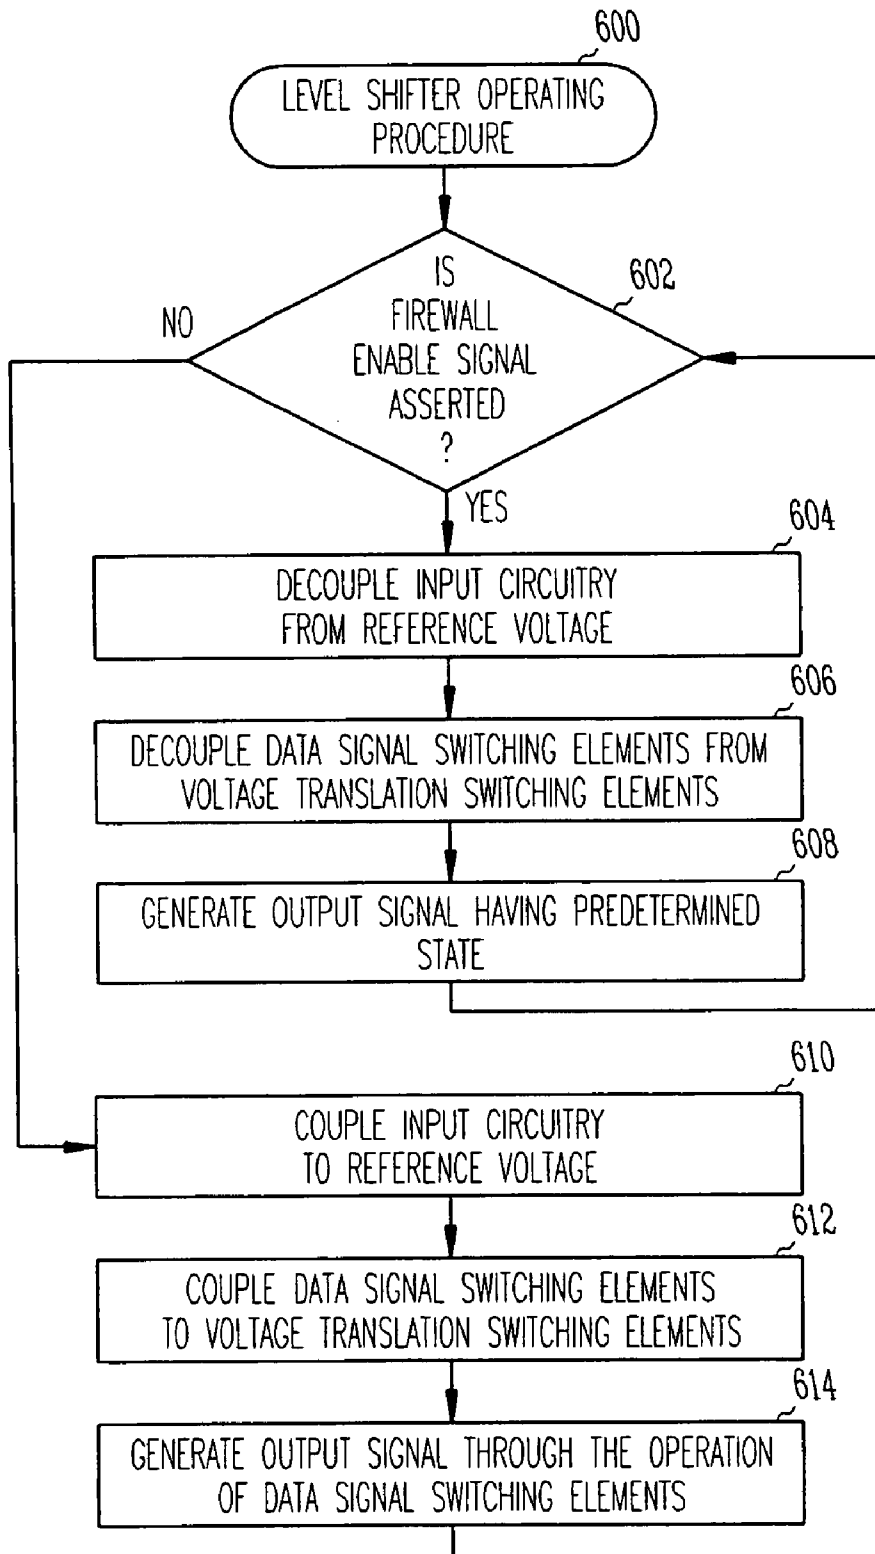 600
LEVEL SHIFTER OPERATING
PROCEDURE
602
IS
FIREWALL
ENABLE SIGNAL
ASSERTED
?
NO
YES
604
DECOUPLE INPUT CIRCUITRY
FROM REFERENCE VOLTAGE
606
DECOUPLE DATA SIGNAL SWITCHING ELEMENTS FROM
VOLTAGE TRANSLATION SWITCHING ELEMENTS
608
GENERATE OUTPUT SIGNAL HAVING PREDETERMINED
STATE
610
COUPLE INPUT CIRCUITRY
TO REFERENCE VOLTAGE
612
COUPLE DATA SIGNAL SWITCHING ELEMENTS
TO VOLTAGE TRANSLATION SWITCHING ELEMENTS
614
GENERATE OUTPUT SIGNAL THROUGH THE OPERATION
OF DATA SIGNAL SWITCHING ELEMENTS